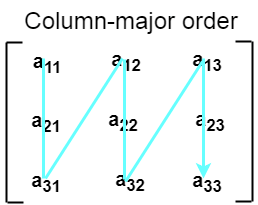 Column-major order
a11 a12 a13
a21 a22 a23
a31 a32 a33